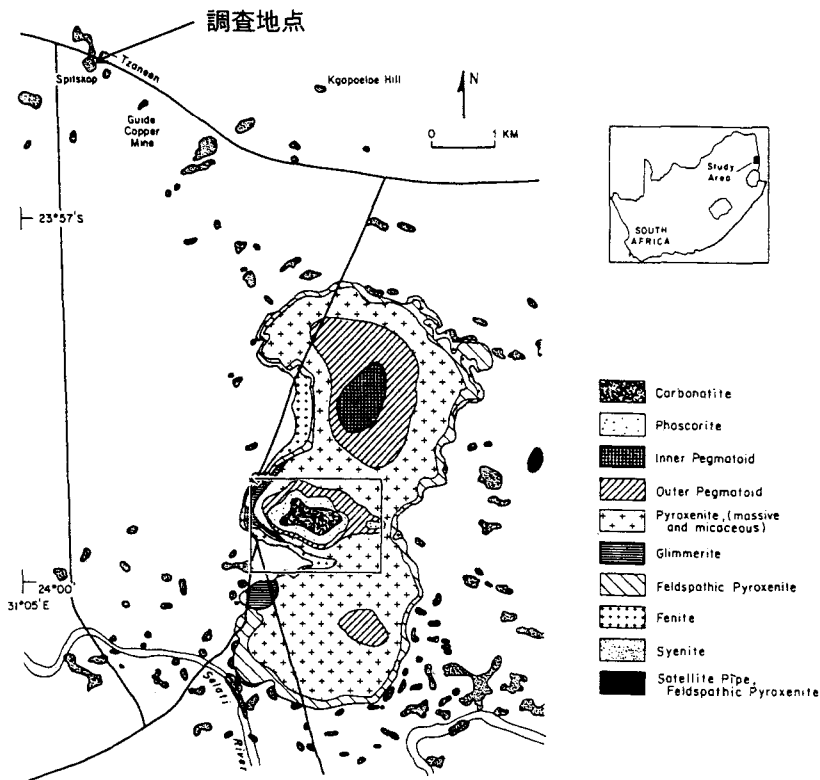 調査地点
Tzaneen
Spitskop
Guide
Copper
Mine
Kgopoeloe Hill
N
0 1 KM
23°57'S
Study
Area
SOUTH
AFRICA
Carbonatite
Phoscorite
Inner Pegmatoid
Outer Pegmatoid
Pyroxenite, (massive
and micaceous)
Glimmerite
Feldspathic Pyroxenite
Fenite
Syenite
Satellite Pipe,
Feldspathic Pyroxenite
24°00
31°05'E
Selati
River